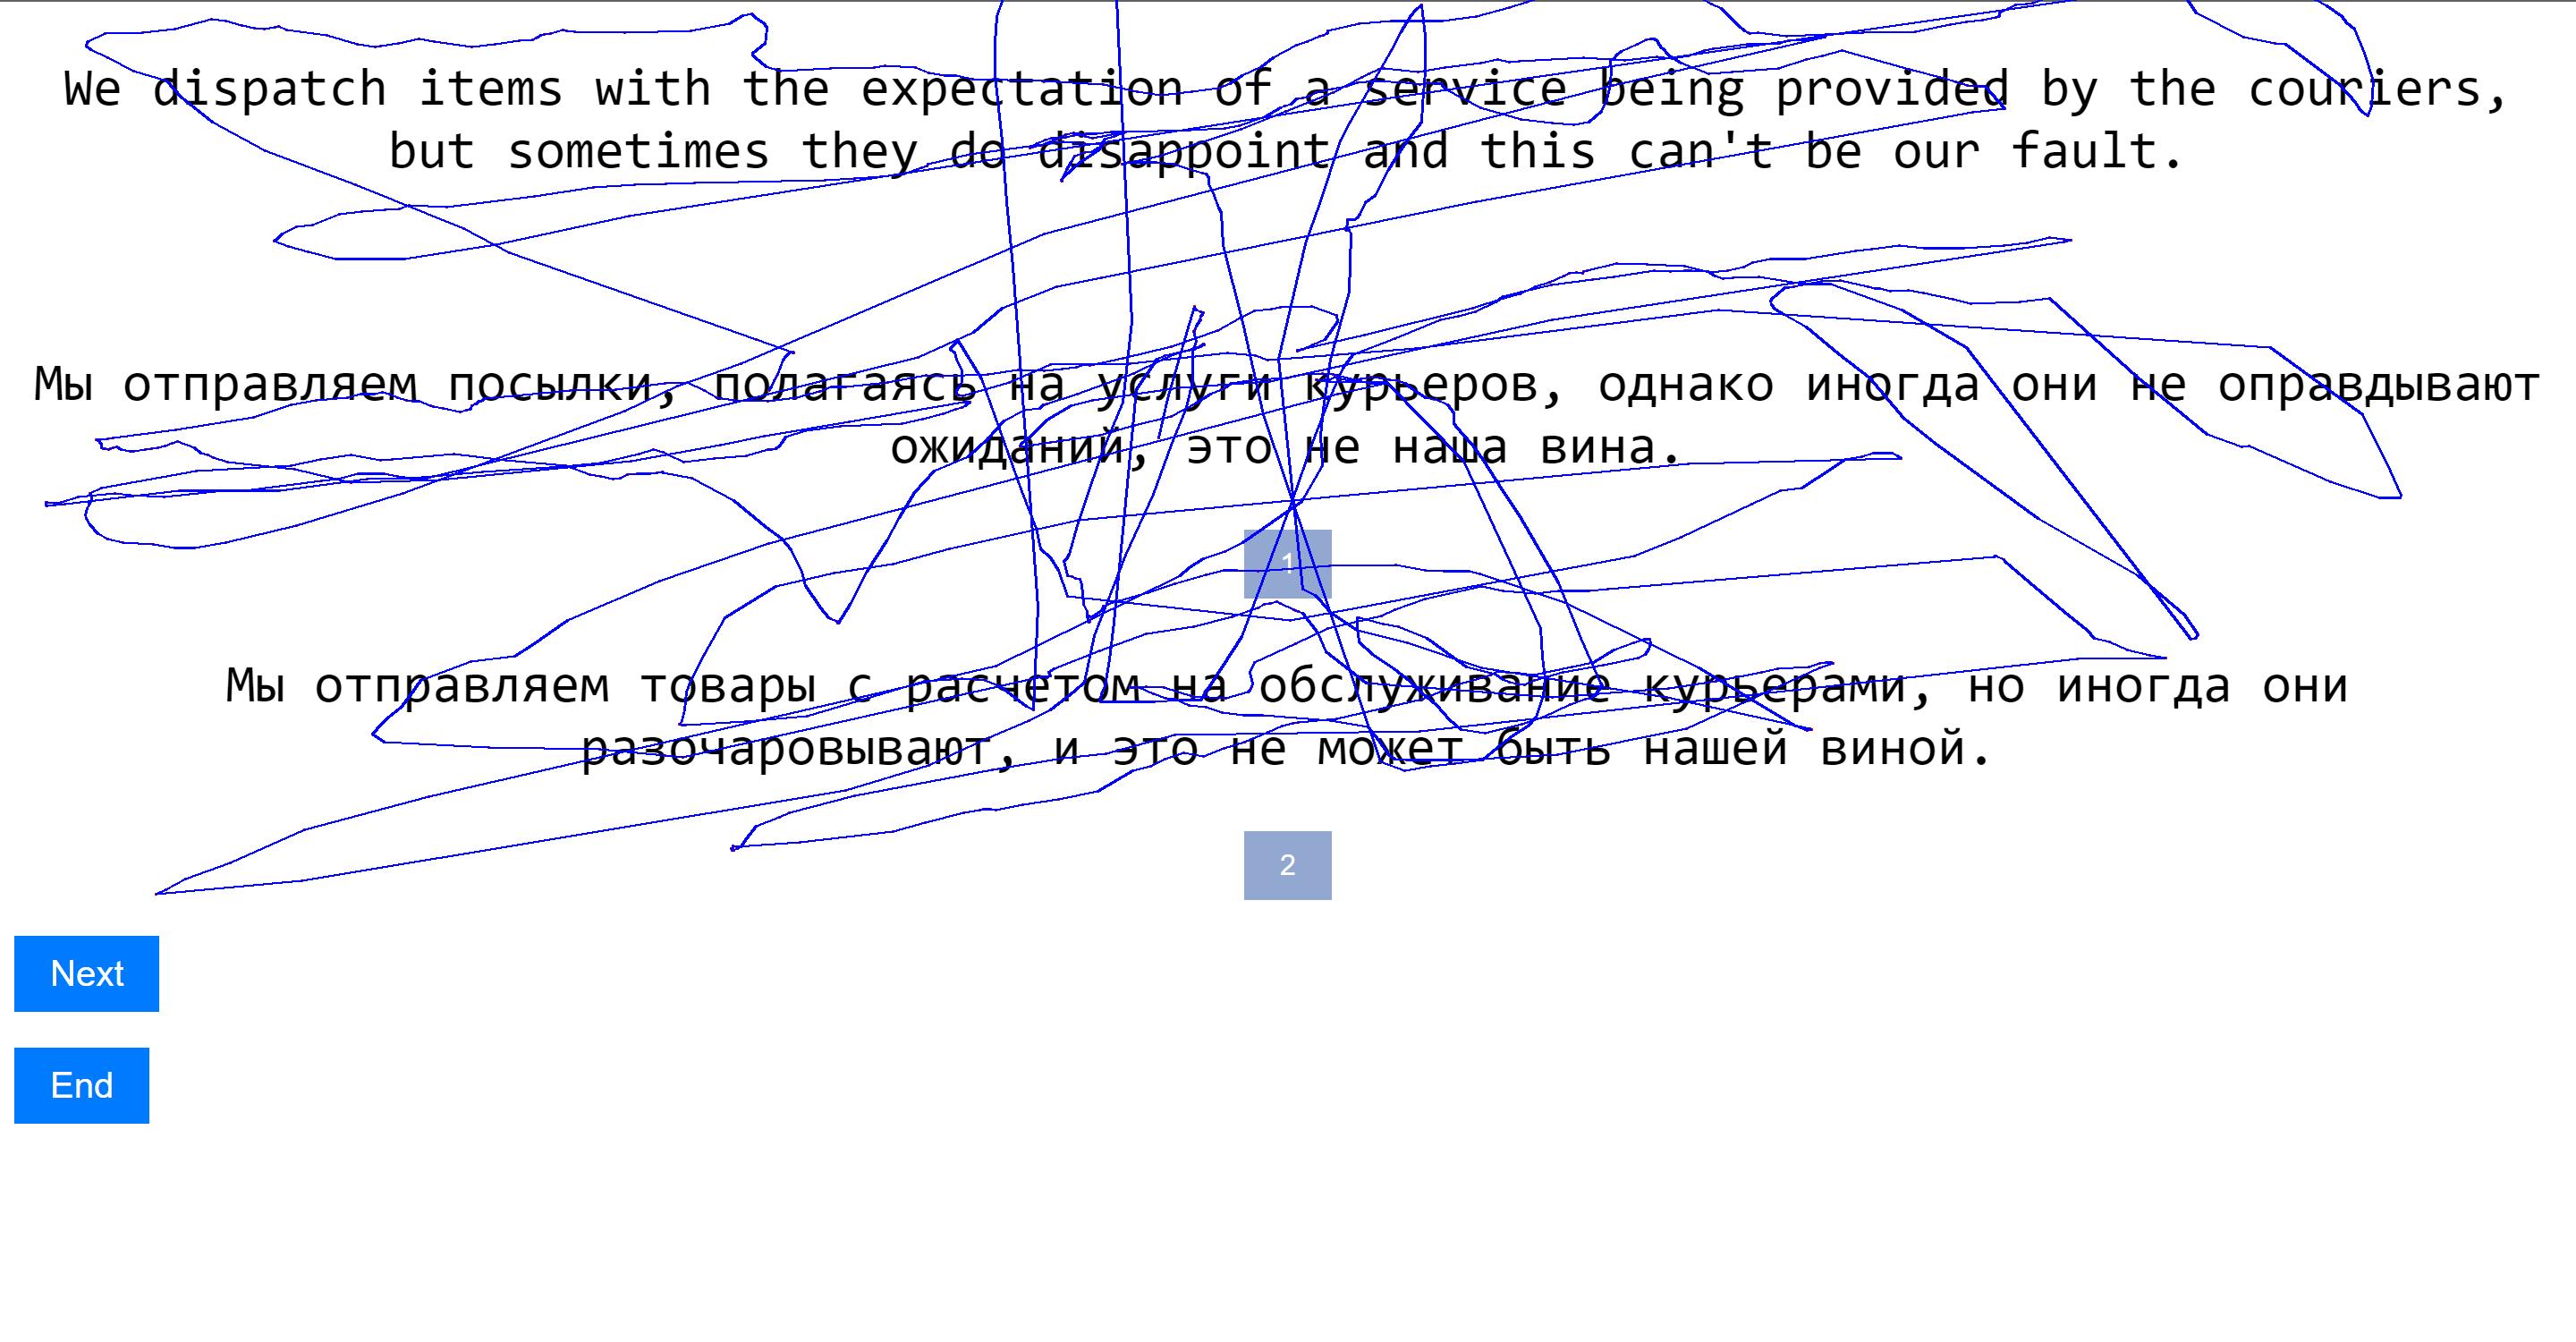 We dispatch items with the expectation of a service being provided by the couriers,
but sometimes they do disappoint and this can't be our fault.
Мы отправляем посылки, полагаясь на услуги курьеров, однако иногда они не оправдывают
ожиданий, это не наша вина.
1
Мы отправляем товары с расчетом на обслуживание курьерами, но иногда они
разочаровывают, и это не может быть нашей виной.
2
Next
End